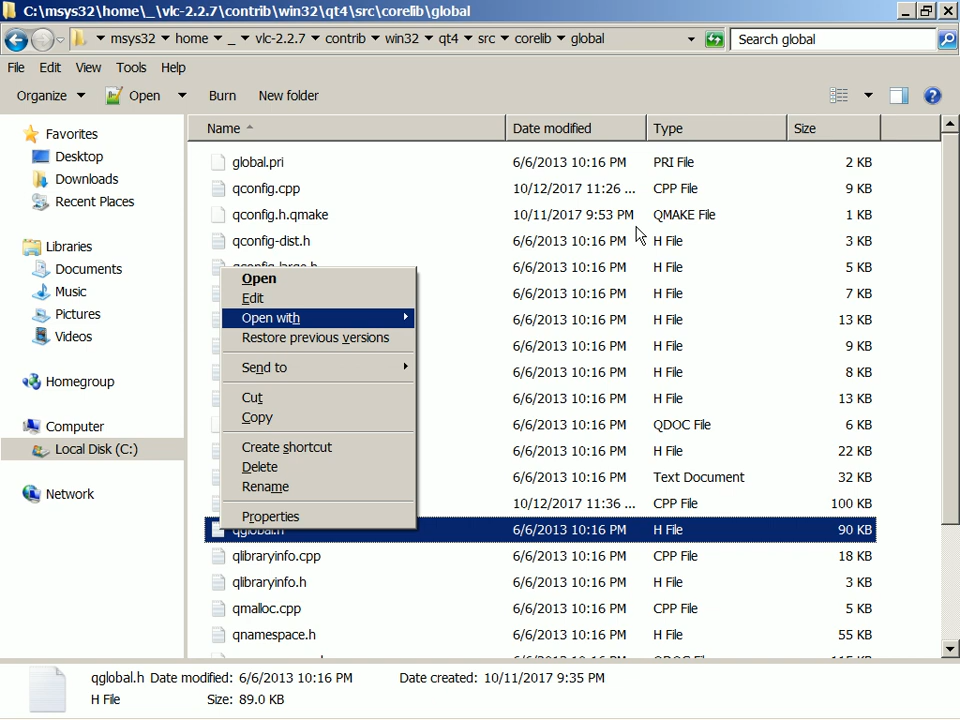 C:\msys32\home\_\vlc-2.2.7\contrib\win32\qt4\src\corelib\global
msys32 home _ vlc-2.2.7 contrib win32 qt4 src corelib global Search global
File Edit View Tools Help
Organize Open Burn New folder
Name Date modified Type Size
Favorites
Desktop
Downloads
Recent Places
Libraries
Documents
Music
Pictures
Videos
Homegroup
Computer
Local Disk (C:)
Network
global.pri 6/6/2013 10:16 PM PRI File 2 KB
qconfig.cpp 10/12/2017 11:26 ... CPP File 9 KB
qconfig.h.qmake 10/11/2017 9:53 PM QMAKE File 1 KB
qconfig-dist.h 6/6/2013 10:16 PM H File 3 KB
qconfig-large.h 6/6/2013 10:16 PM H File 5 KB
6/6/2013 10:16 PM H File 7 KB
6/6/2013 10:16 PM H File 13 KB
6/6/2013 10:16 PM H File 9 KB
6/6/2013 10:16 PM H File 8 KB
6/6/2013 10:16 PM H File 13 KB
6/6/2013 10:16 PM QDOC File 6 KB
6/6/2013 10:16 PM H File 22 KB
6/6/2013 10:16 PM Text Document 32 KB
10/12/2017 11:36 ... CPP File 100 KB
qglobal.h 6/6/2013 10:16 PM H File 90 KB
qlibraryinfo.cpp 6/6/2013 10:16 PM CPP File 18 KB
qlibraryinfo.h 6/6/2013 10:16 PM H File 3 KB
qmalloc.cpp 6/6/2013 10:16 PM CPP File 5 KB
qnamespace.h 6/6/2013 10:16 PM H File 55 KB
Open
Edit
Open with
Restore previous versions
Send to
Cut
Copy
Create shortcut
Delete
Rename
Properties
qglobal.h Date modified: 6/6/2013 10:16 PM Date created: 10/11/2017 9:35 PM
H File Size: 89.0 KB